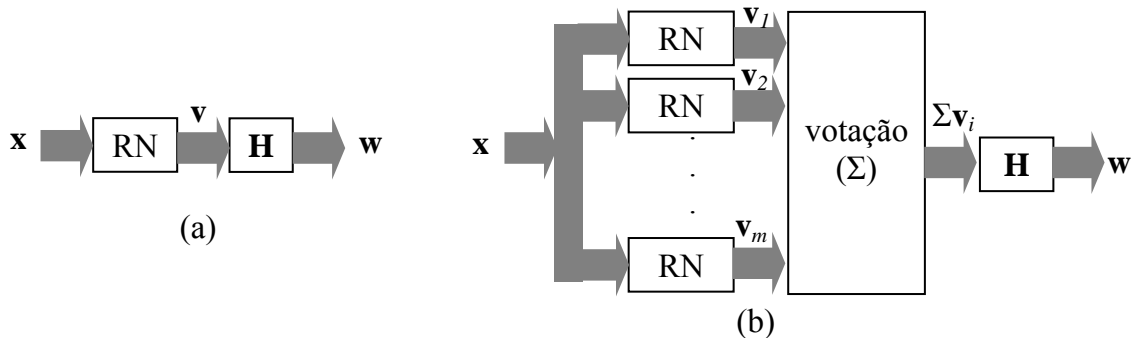 x
RN
v
H
w
(a)
x
RN
v1
RN
v2
.
.
.
RN
vm
votação
(Σ)
Σvi
H
w
(b)